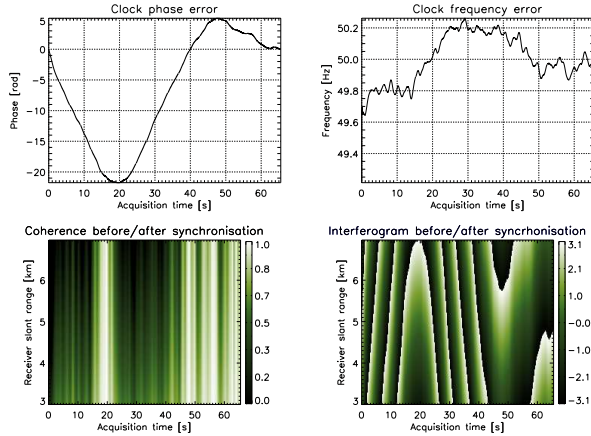 Clock phase error
Phase [rad]
5
0
-5
-10
-15
-20
0 10 20 30 40 50 60
Acquisition time [s]
Clock frequency error
Frequency [Hz]
50.2
50.0
49.8
49.6
49.4
0 10 20 30 40 50 60
Acquisition time [s]
Coherence before/after synchronisation
Receiver slant range [km]
6
5
4
3
0 10 20 30 40 50 60
Acquisition time [s]
1.0
0.8
0.7
0.5
0.3
0.2
0.0
Interferogram before/after syncrhonisation
Receiver slant range [km]
6
5
4
3
0 10 20 30 40 50 60
Acquisition time [s]
3.1
2.1
1.0
0.0
-1.0
-2.1
-3.1